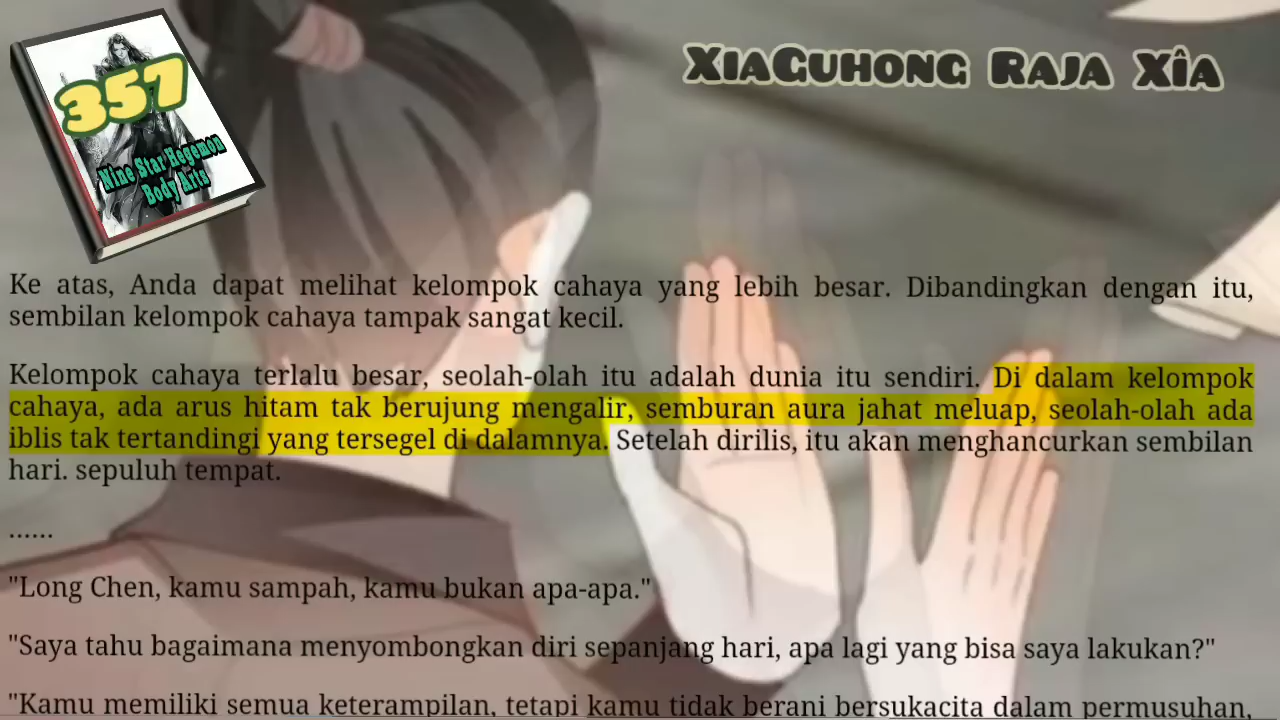 357
Nine Star Hegemon
Body Arts
XiaGuhong Raja Xîa
Ke atas, Anda dapat melihat kelompok cahaya yang lebih besar. Dibandingkan dengan itu,
sembilan kelompok cahaya tampak sangat kecil.
Kelompok cahaya terlalu besar, seolah-olah itu adalah dunia itu sendiri. Di dalam kelompok
cahaya, ada arus hitam tak berujung mengalir, semburan aura jahat meluap, seolah-olah ada
iblis tak tertandingi yang tersegel di dalamnya. Setelah dirilis, itu akan menghancurkan sembilan
hari. sepuluh tempat.
......
"Long Chen, kamu sampah, kamu bukan apa-apa."
"Saya tahu bagaimana menyombongkan diri sepanjang hari, apa lagi yang bisa saya lakukan?"
"Kamu memiliki semua keterampilan, tetapi kamu tidak berani bersukacita dalam permusuhan,